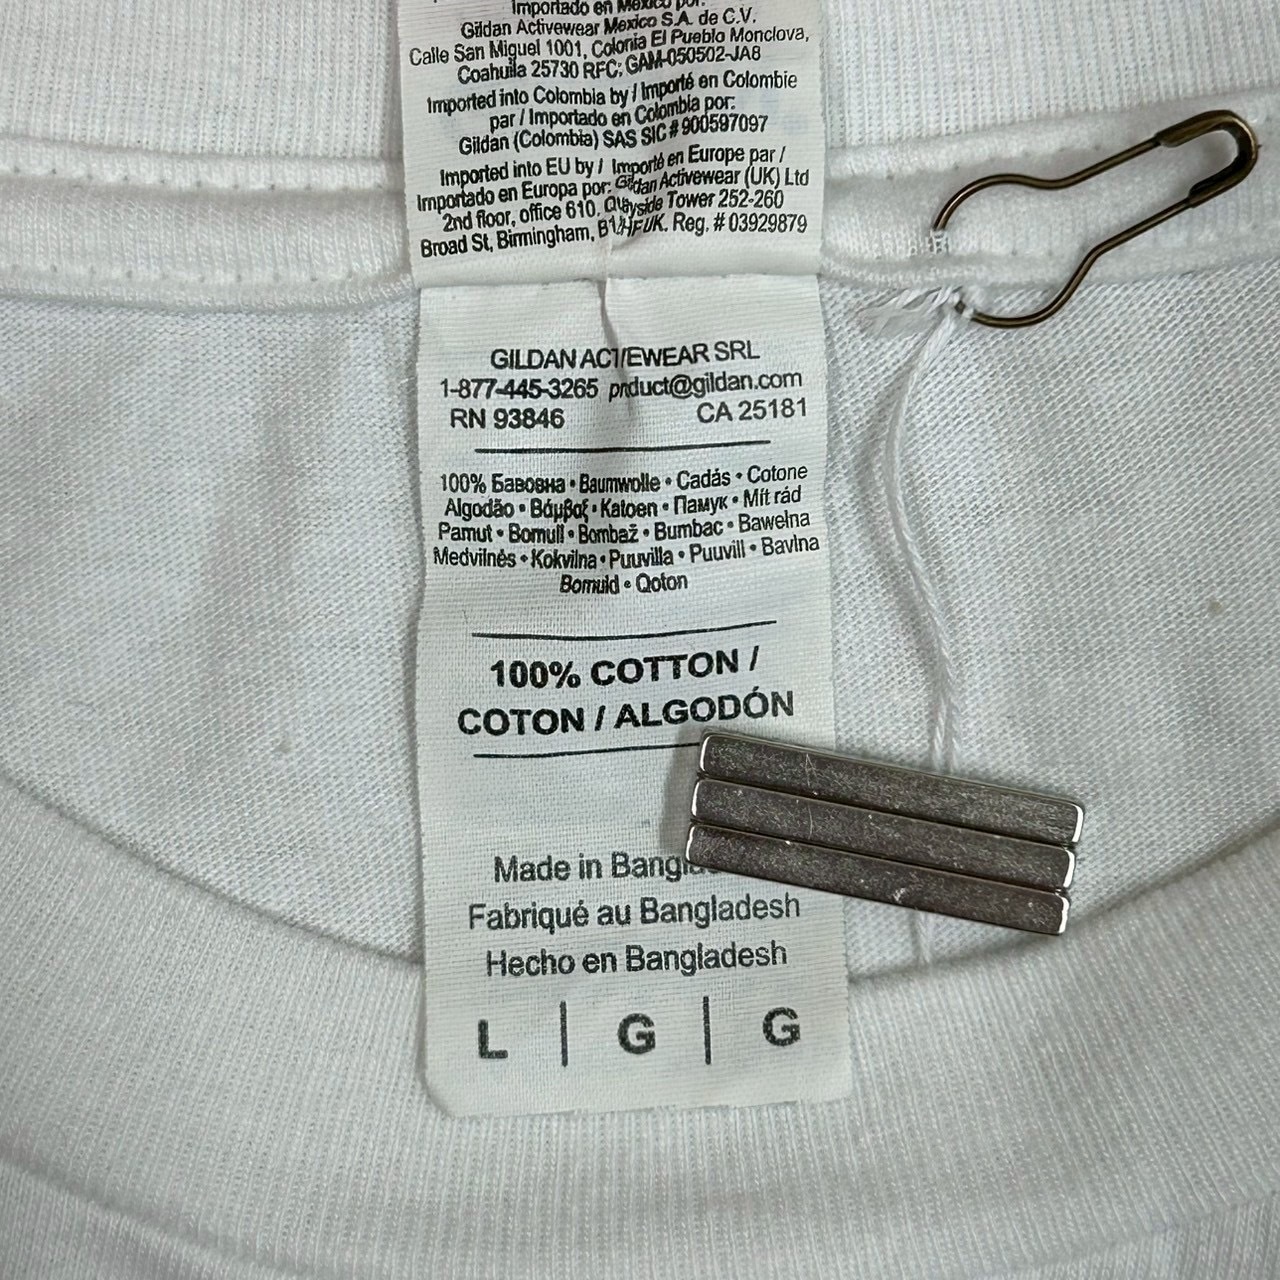 Importado en México por:
Gildan Activewear Mexico S.A. de C.V.
Calle San Miguel 1001, Colonia El Pueblo Monclova,
Coahuila 25730 RFC: GAM-050502-JA8
Imported into Colombia by / Importé en Colombie
par / Importado en Colombia por:
Gildan (Colombia) SAS SIC # 900597097
Imported into EU by / Importé en Europe par /
Importado en Europa por: Gildan Activewear (UK) Ltd
2nd floor, office 610, Quayside Tower 252-260
Broad St, Birmingham, B1 UK. Reg. # 03929879
GILDAN ACTIVEWEAR SRL
1-877-445-3265 product@gildan.com
RN 93846 CA 25181
100% Бавовна • Baumwolle • Cadás • Cotone
Algodão • Βάμβαξ • Katoen • Памук • Mít rád
Pamut • Bomull • Bombaž • Bumbac • Bawełna
Medvilnės • Kokvilna • Puuvilla • Puuvill • Bavlna
Bomuld • Qoton
100% COTTON /
COTON / ALGODÓN
Made in
Fabriqué au Bangladesh
Hecho en Bangladesh
L | G | G